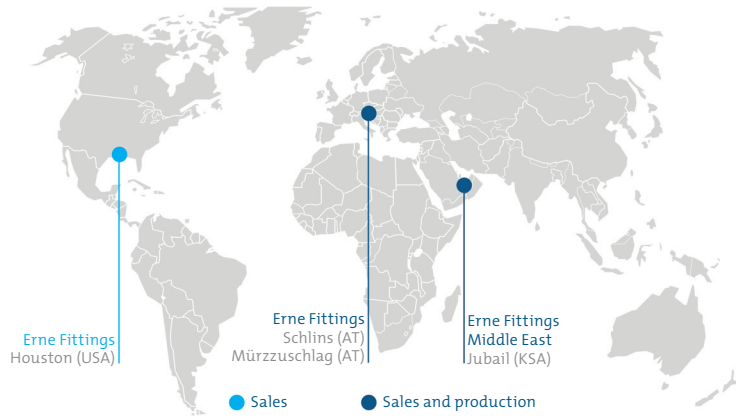 Erne Fittings
Houston (USA)
Erne Fittings
Schlins (AT)
Mürzzuschlag (AT)
Erne Fittings
Middle East
Jubail (KSA)
Sales
Sales and production